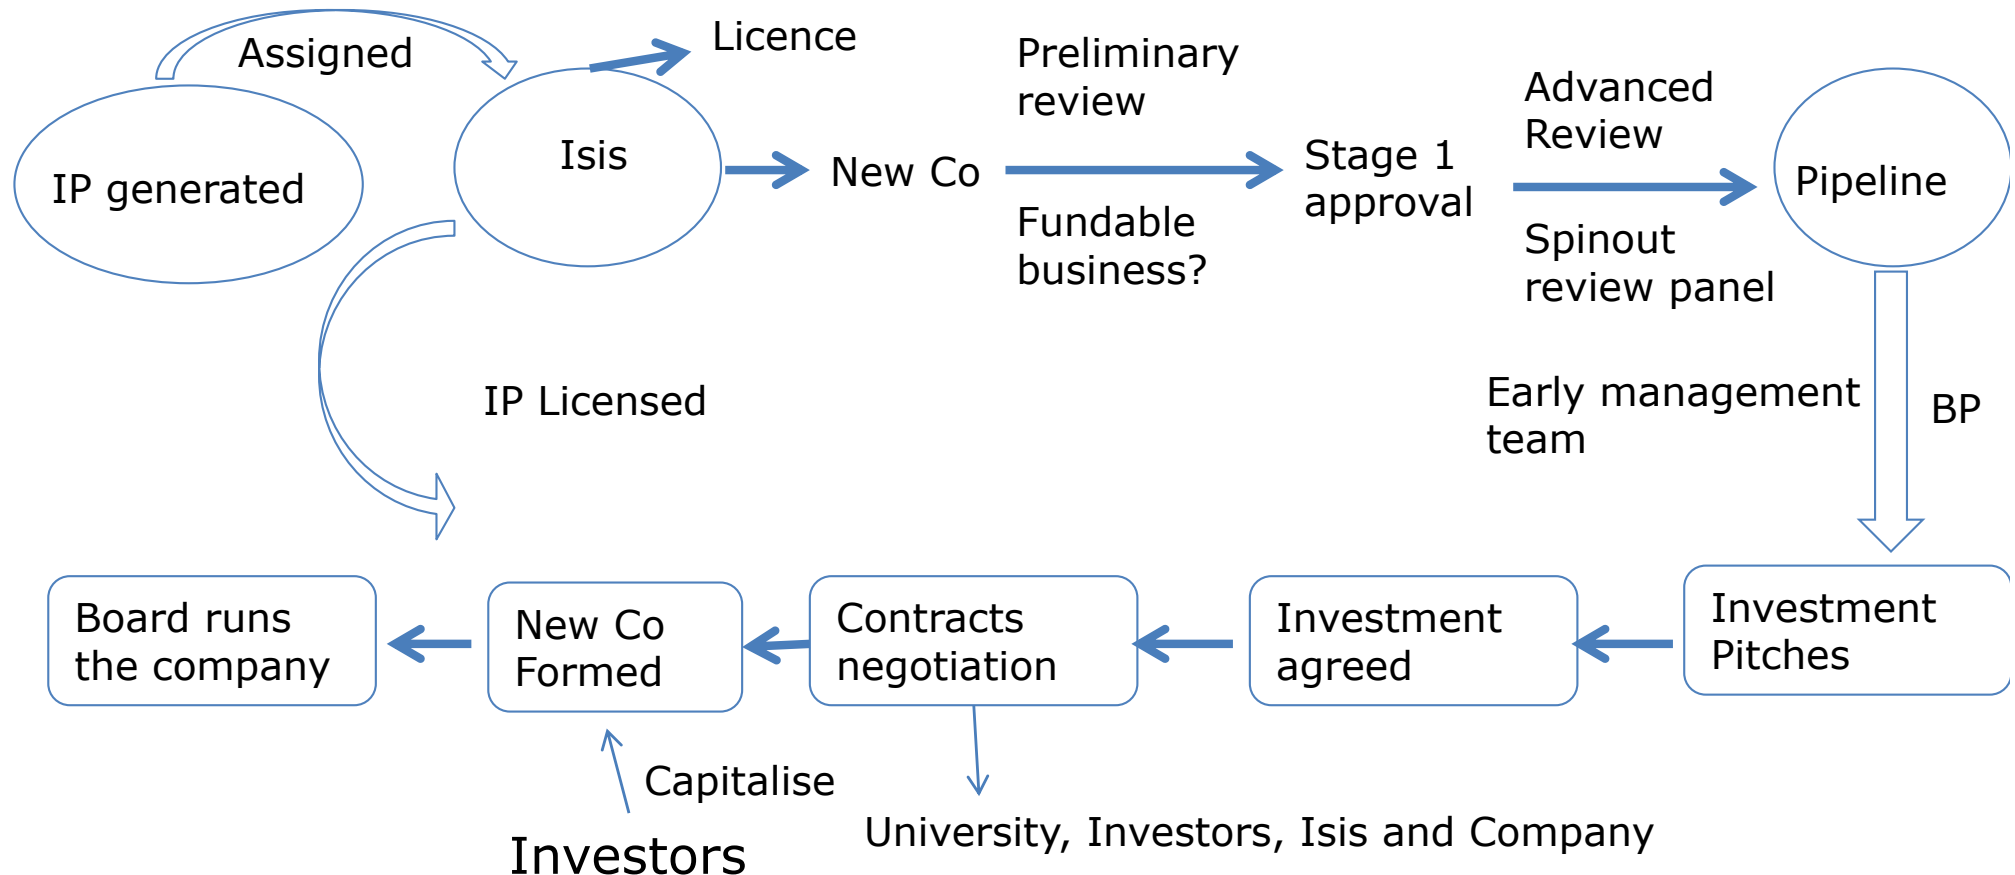 Assigned
Licence
IP generated
Isis
New Co
Preliminary
review
Fundable
business?
Stage 1
approval
Advanced
Review
Spinout
review panel
Pipeline
IP Licensed
Early management
team
BP
Board runs
the company
New Co
Formed
Contracts
negotiation
Investment
agreed
Investment
Pitches
Capitalise
Investors
University, Investors, Isis and Company